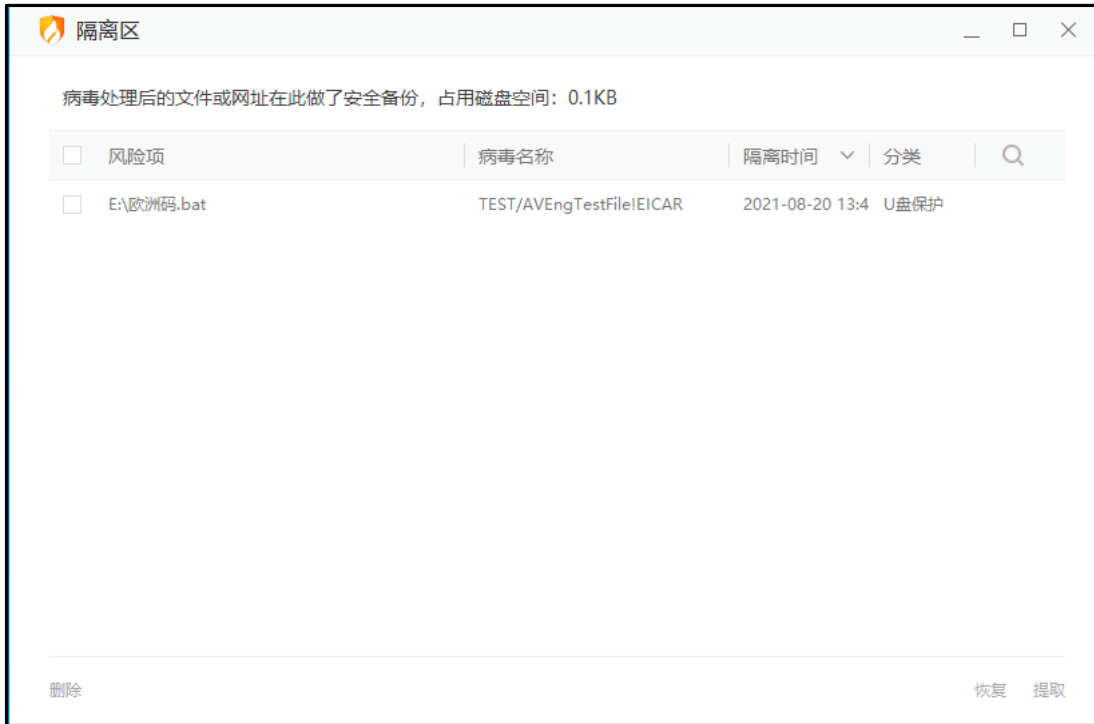 隔离区
病毒处理后的文件或网址在此做了安全备份，占用磁盘空间：0.1KB
风险项 病毒名称 隔离时间 分类
E:\欧洲码.bat TEST/AVEngTestFile!EICAR 2021-08-20 13:4 U盘保护
删除 恢复 提取